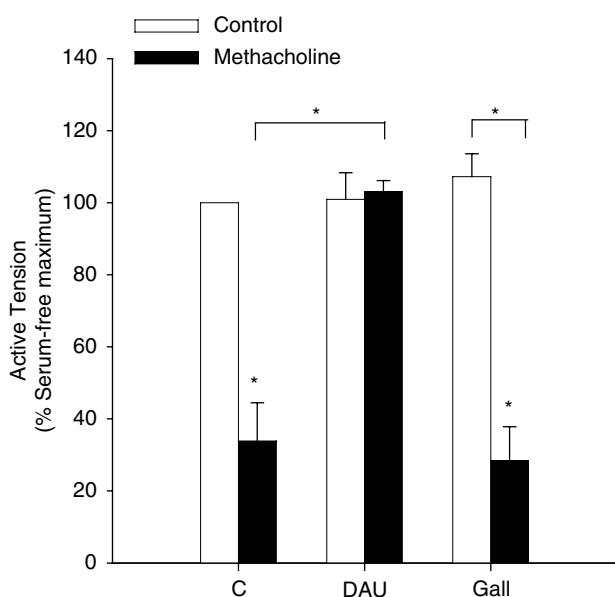 Control
Methacholine
Active Tension
(% Serum-free maximum)
140
120
100
80
60
40
20
0
*
*
*
*
C
DAU
Gall